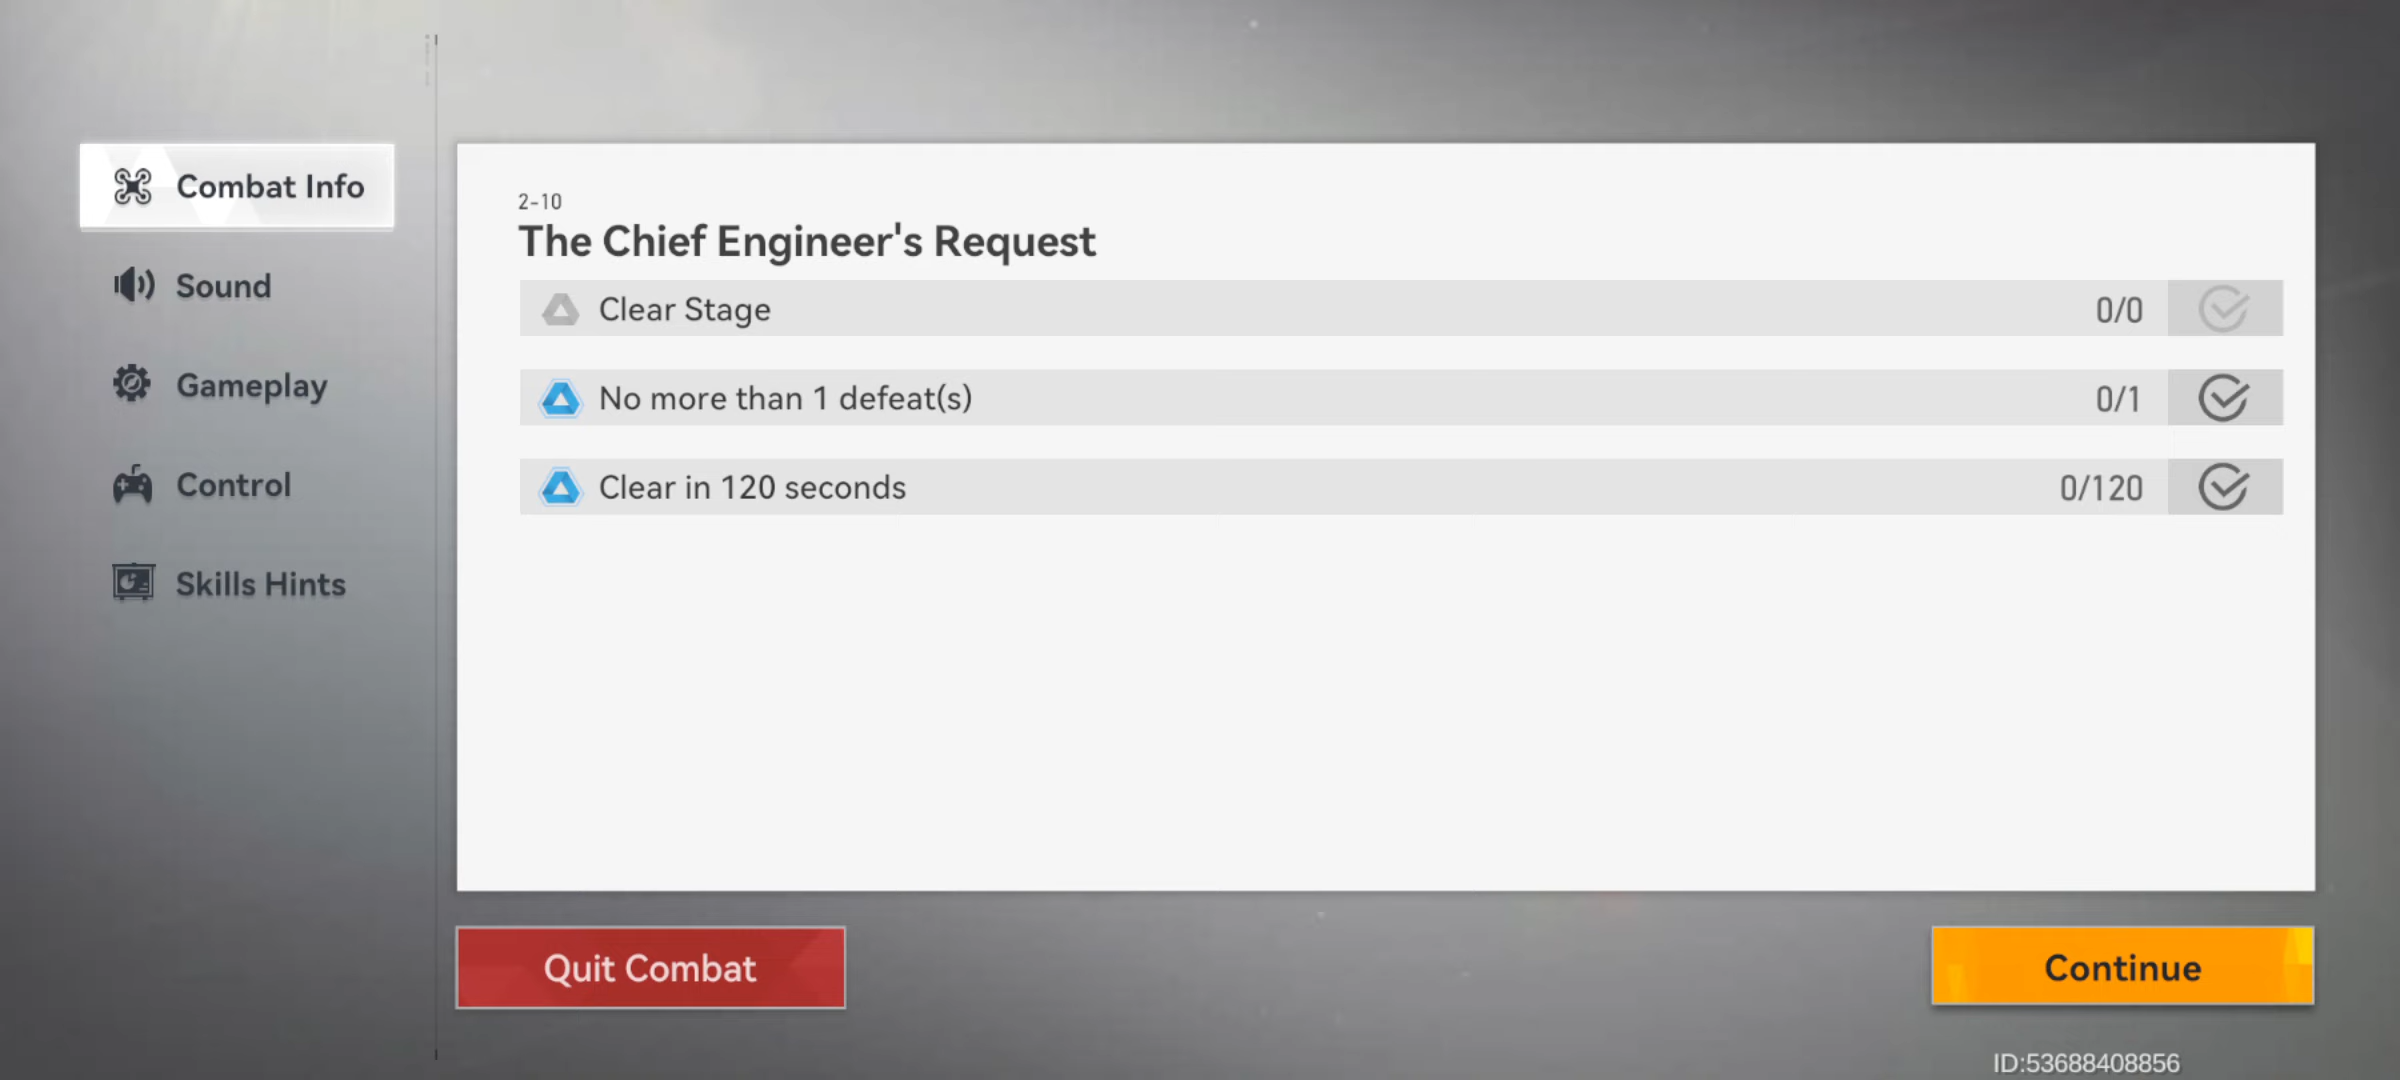 Combat Info
Sound
Gameplay
Control
Skills Hints
2-10
The Chief Engineer's Request
Clear Stage 0/0
No more than 1 defeat(s) 0/1
Clear in 120 seconds 0/120
Quit Combat
Continue
ID:53688408856